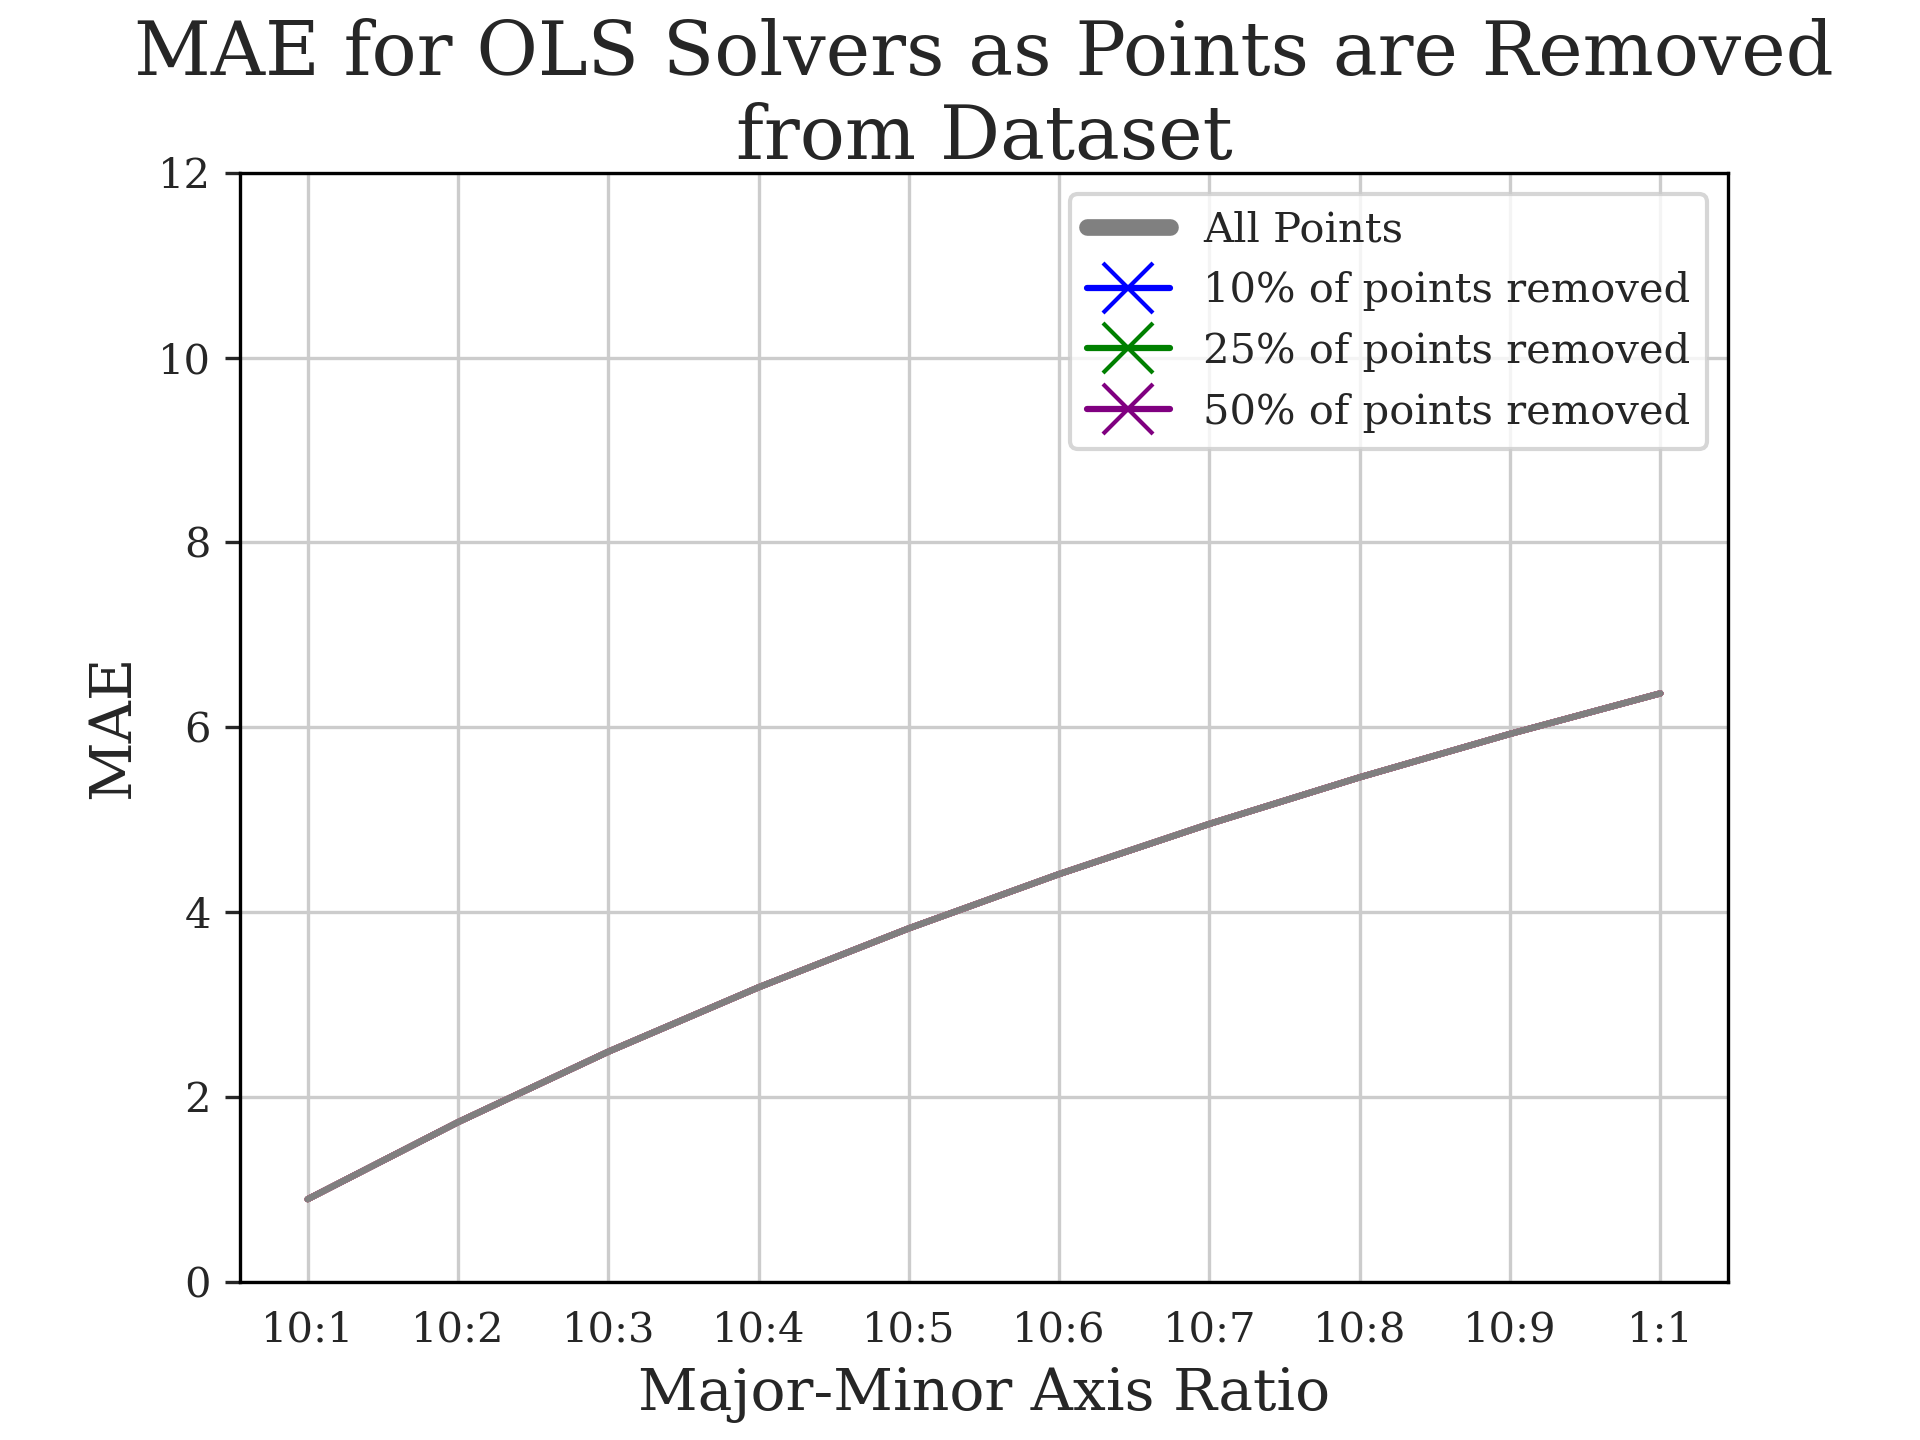 MAE for OLS Solvers as Points are Removed
from Dataset
12
10
8
6
4
2
0
MAE
All Points
10% of points removed
25% of points removed
50% of points removed
10:1 10:2 10:3 10:4 10:5 10:6 10:7 10:8 10:9 1:1
Major-Minor Axis Ratio